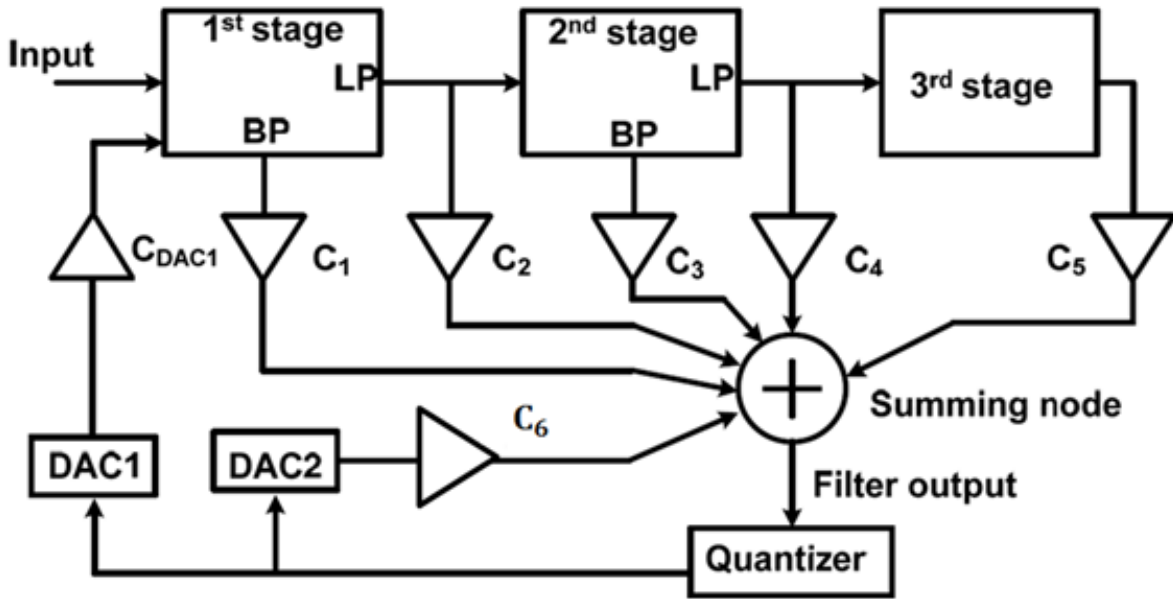 Input
1st stage
LP
BP
2nd stage
LP
BP
3rd stage
CDAC1
C1
C2
C3
C4
C5
C6
Summing node
DAC1
DAC2
Filter output
Quantizer